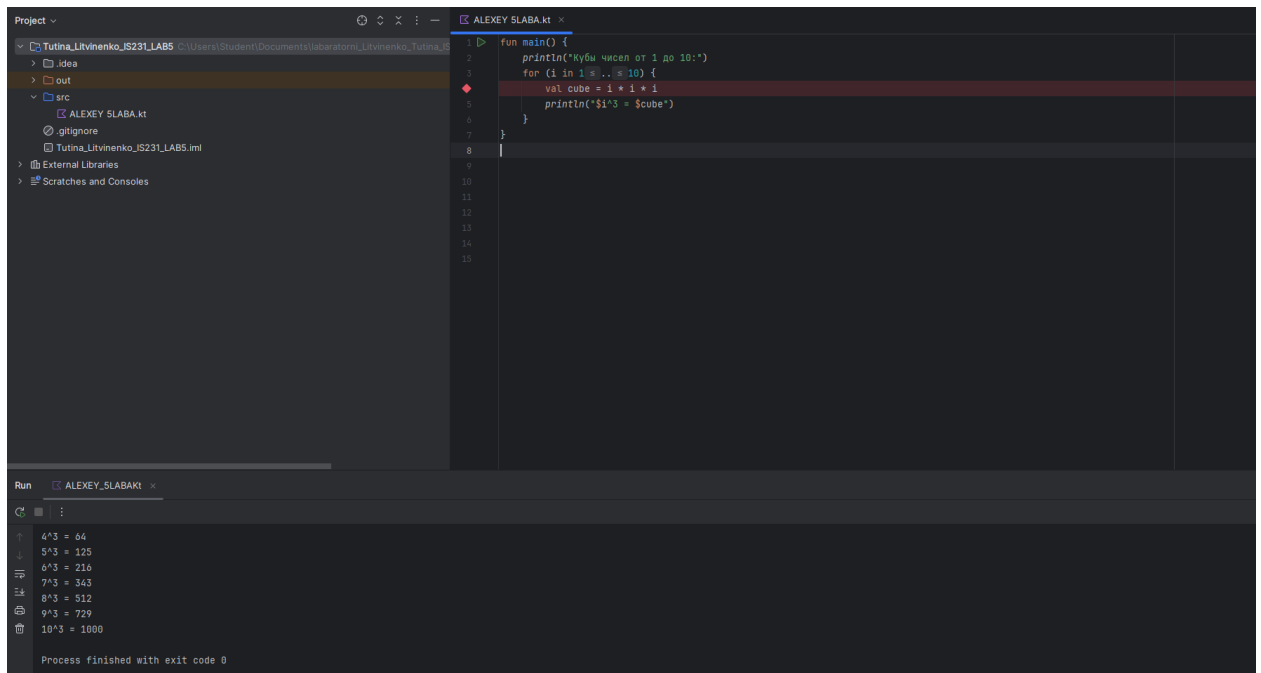 Project
Tutina_Litvinenko_IS231_LAB5 C:\Users\Student\Documents\labaratorni_Litvinenko_Tutina_IS
.idea
out
src
ALEXEY 5LABA.kt
.gitignore
Tutina_Litvinenko_IS231_LAB5.iml
External Libraries
Scratches and Consoles
ALEXEY 5LABA.kt
1 fun main() {
2 println("Кубы чисел от 1 до 10:")
3 for (i in 1 ≤ .. ≤ 10) {
val cube = i * i * i
5 println("$i^3 = $cube")
6 }
7 }
8
9
10
11
12
13
14
15
Run ALEXEY_5LABAKt
4^3 = 64
5^3 = 125
6^3 = 216
7^3 = 343
8^3 = 512
9^3 = 729
10^3 = 1000
Process finished with exit code 0